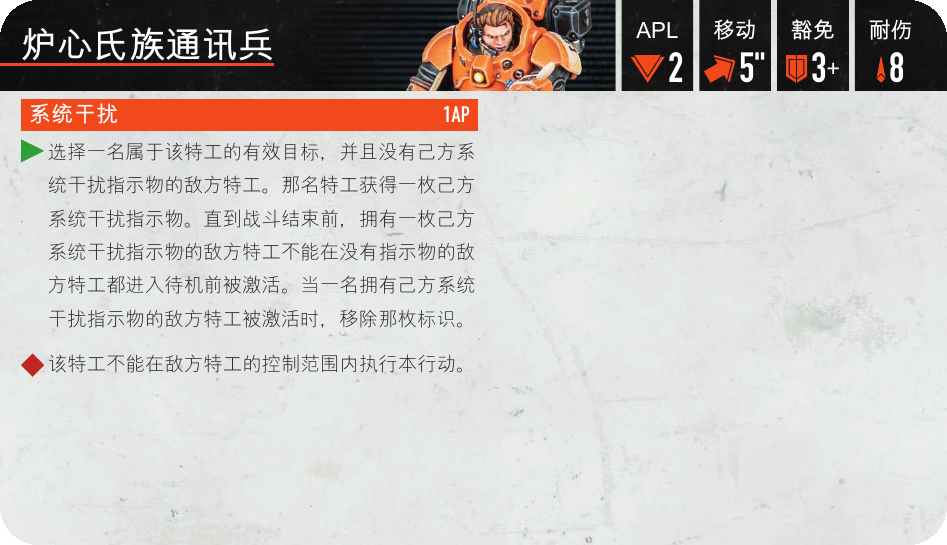 炉心氏族通讯兵
APL 移动 豁免 耐伤
2 5" 3+ 8
系统干扰 1AP
选择一名属于该特工的有效目标，并且没有己方系
统干扰指示物的敌方特工。那名特工获得一枚己方
系统干扰指示物。直到战斗结束前，拥有一枚己方
系统干扰指示物的敌方特工不能在没有指示物的敌
方特工都进入待机前被激活。当一名拥有己方系统
干扰指示物的敌方特工被激活时，移除那枚标识。
该特工不能在敌方特工的控制范围内执行本行动。